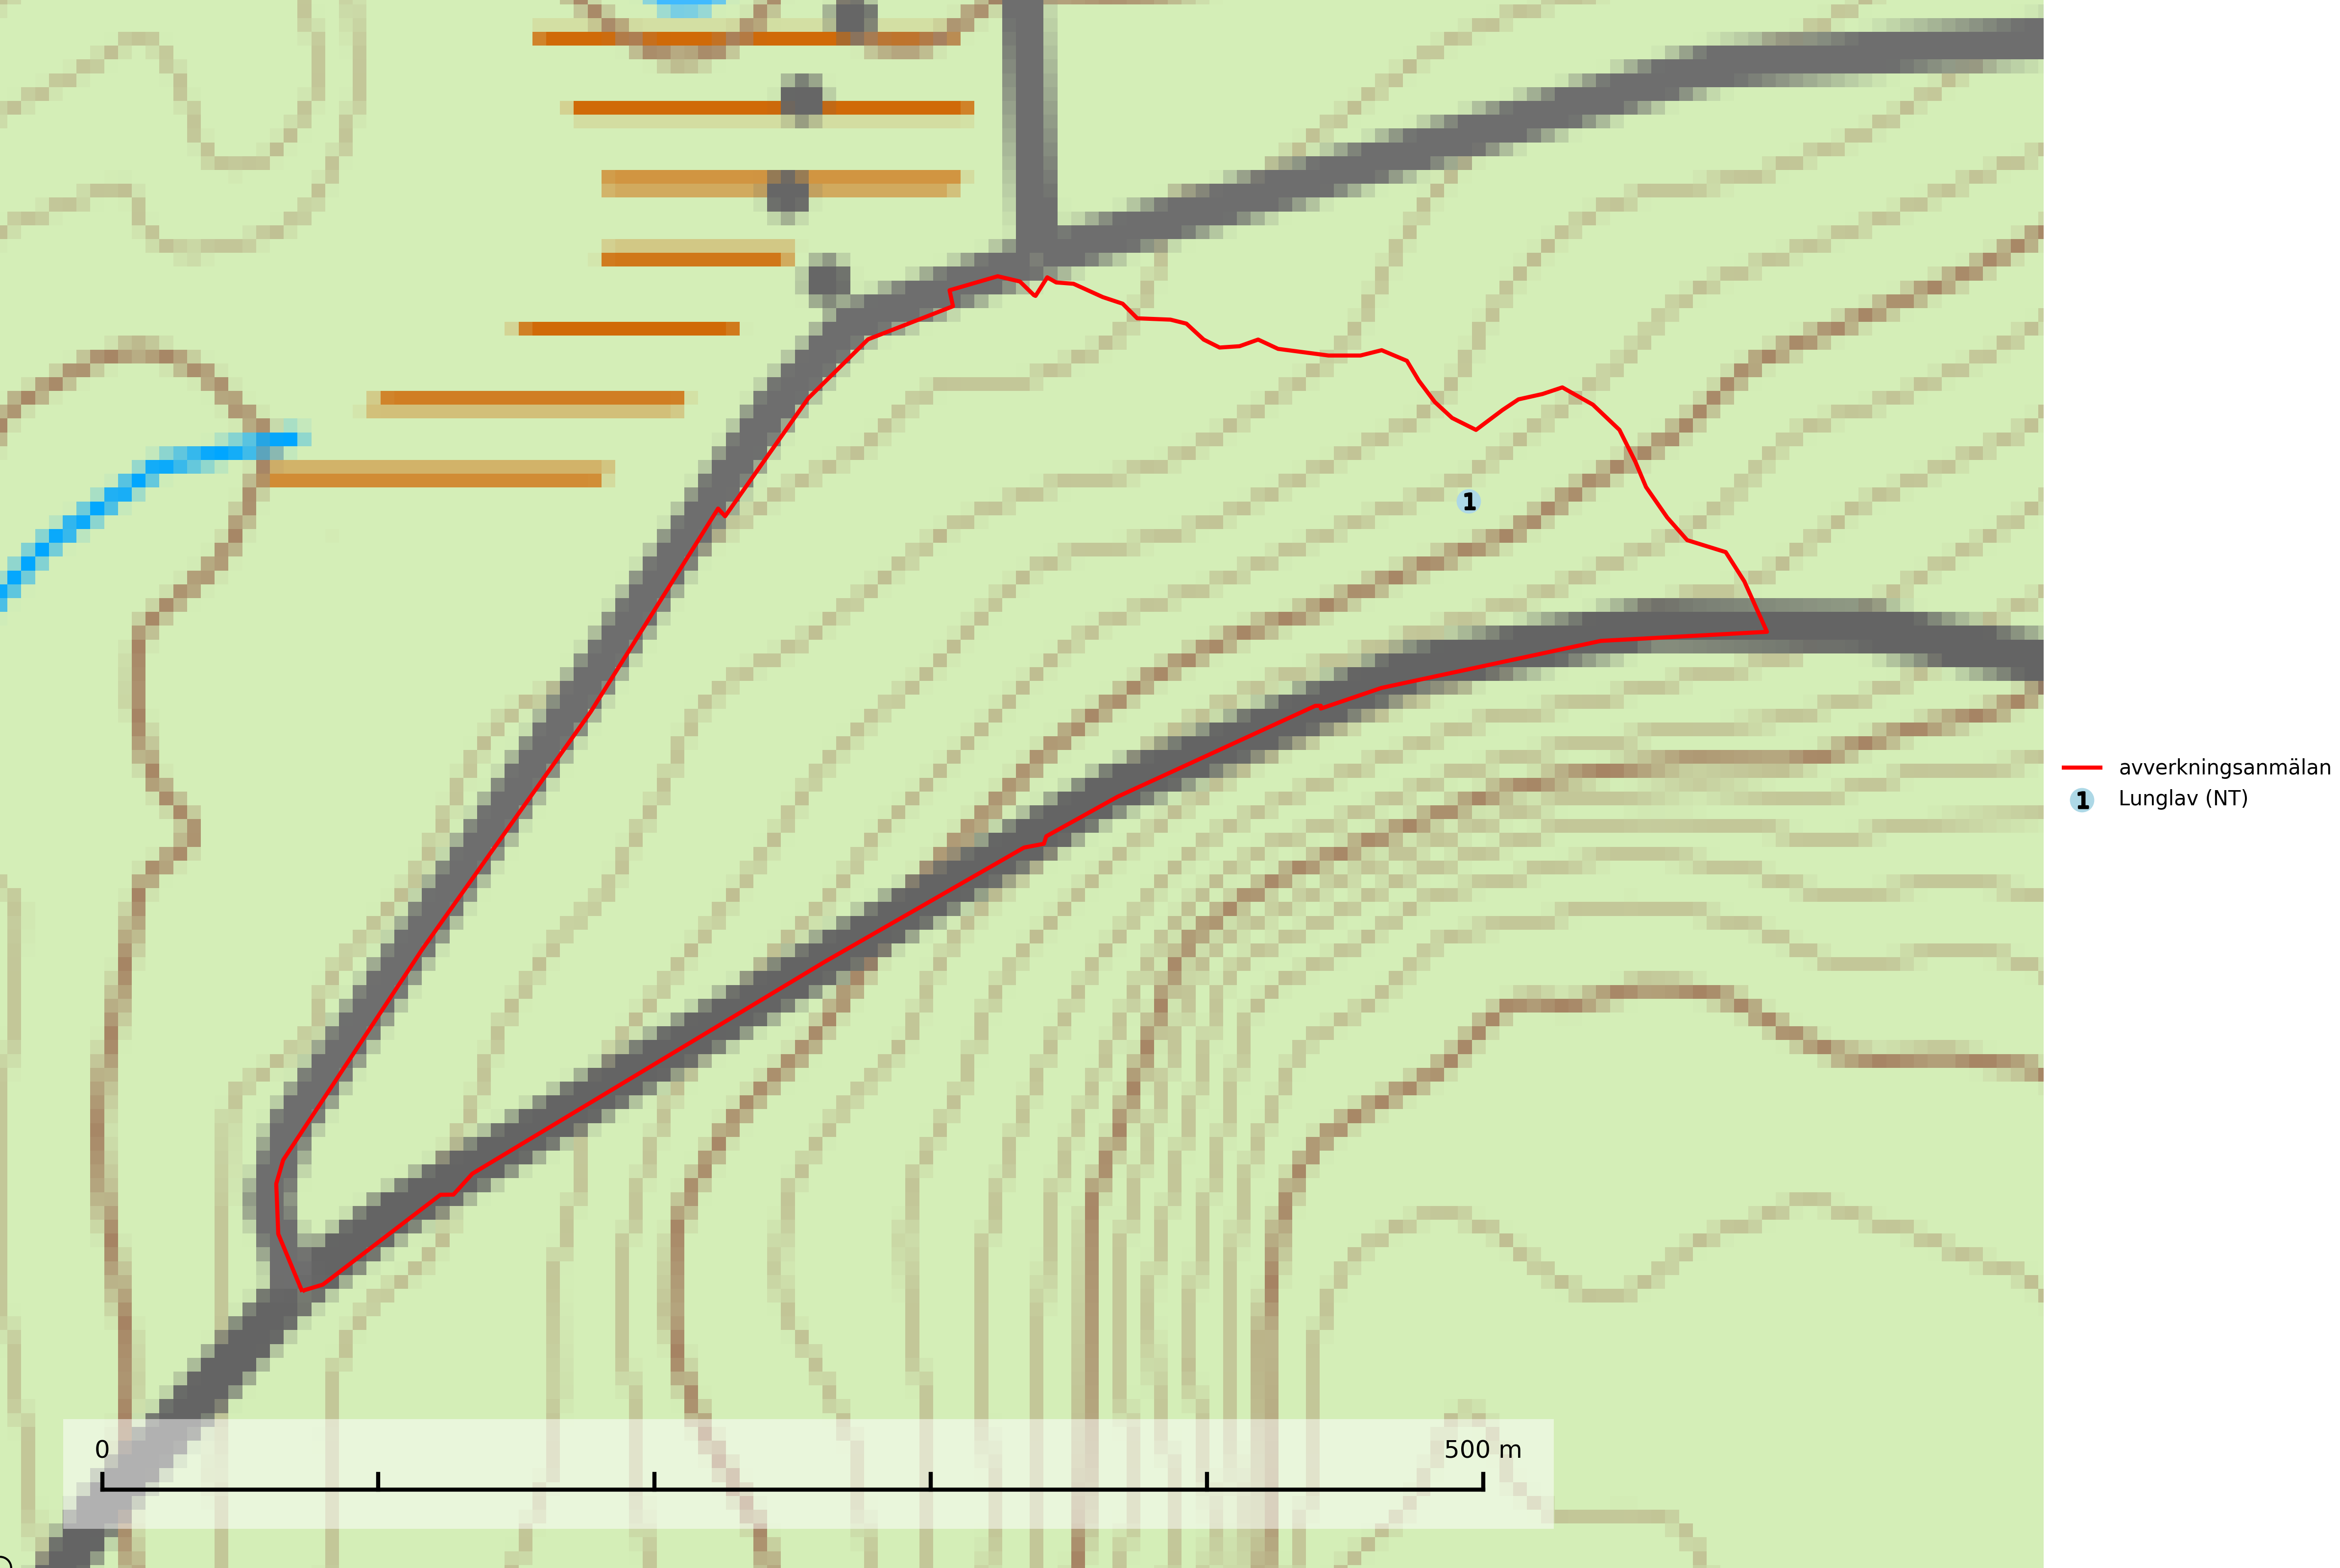 1
avverkningsanmälan
1 Lunglav (NT)
0 500 m